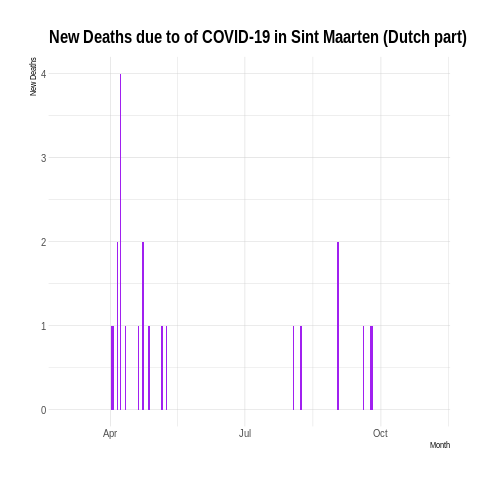 New Deaths due to of COVID-19 in Sint Maarten (Dutch part)
New Deaths
4
3
2
1
0
Apr
Jul
Oct
Month